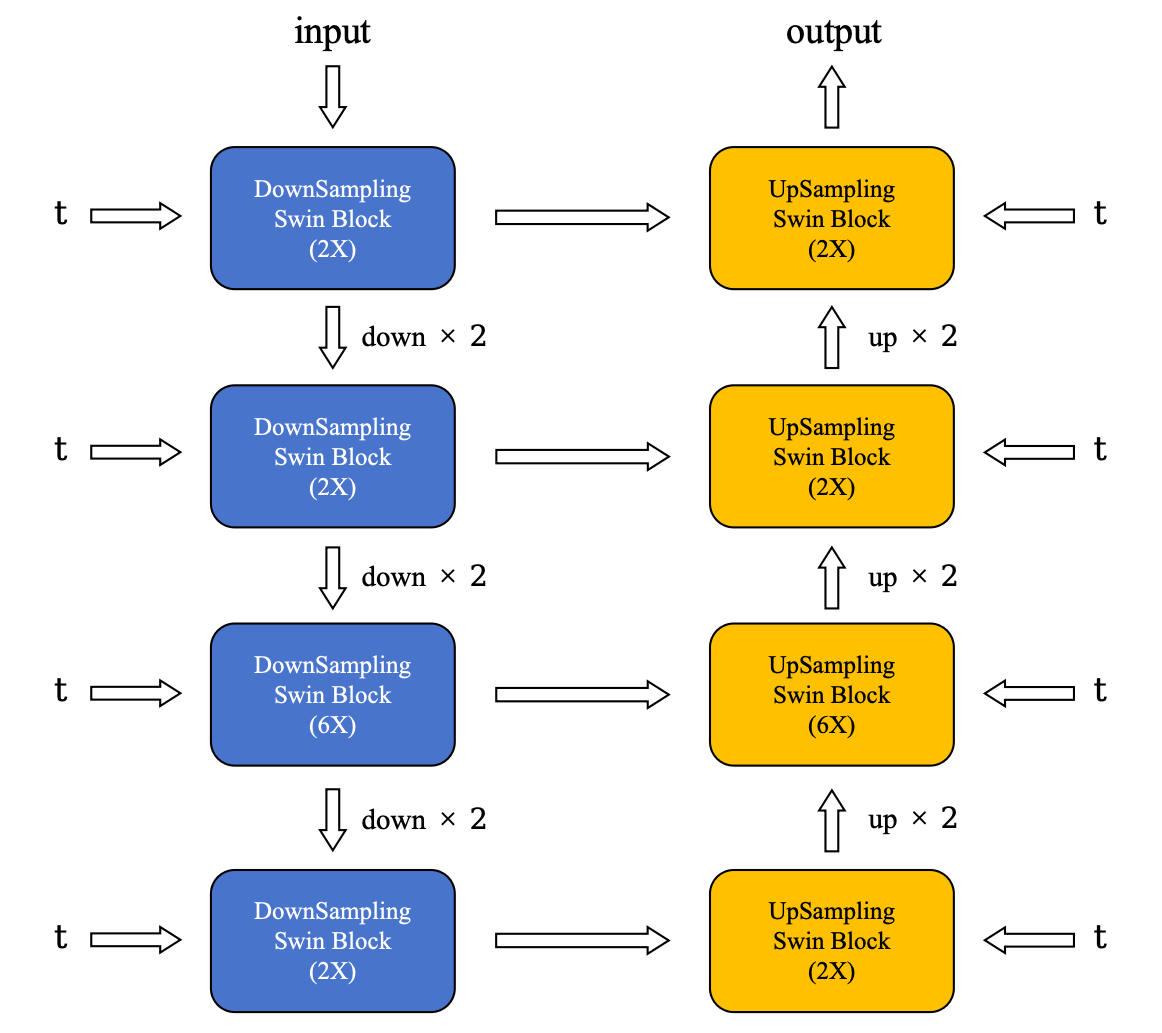 input
output
t
DownSampling
Swin Block
(2X)
UpSampling
Swin Block
(2X)
t
down × 2
up × 2
t
DownSampling
Swin Block
(2X)
UpSampling
Swin Block
(2X)
t
down × 2
up × 2
t
DownSampling
Swin Block
(6X)
UpSampling
Swin Block
(6X)
t
down × 2
up × 2
t
DownSampling
Swin Block
(2X)
UpSampling
Swin Block
(2X)
t